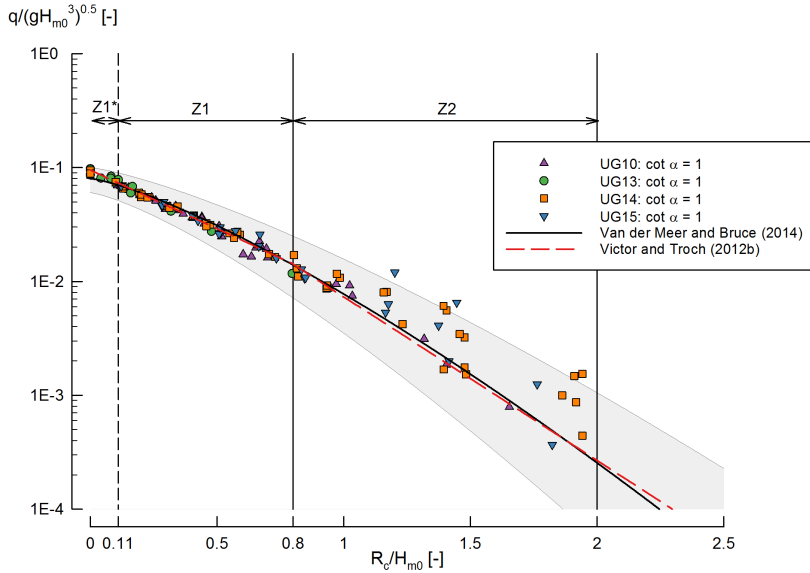 q/(gHm0³)^0.5 [-]
1E0
Z1* Z1 Z2
1E-1
UG10: cot α = 1
UG13: cot α = 1
UG14: cot α = 1
UG15: cot α = 1
Van der Meer and Bruce (2014)
Victor and Troch (2012b)
1E-2
1E-3
1E-4
0 0.11 0.5 0.8 1 1.5 2 2.5
Rc/Hm0 [-]